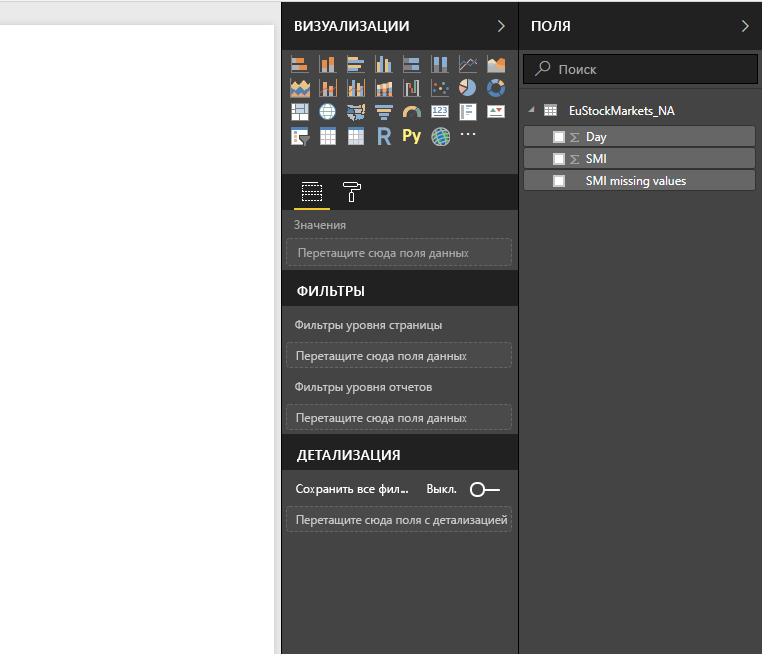 ВИЗУАЛИЗАЦИИ
123
R
Py
Значения
Перетащите сюда поля данных
ФИЛЬТРЫ
Фильтры уровня страницы
Перетащите сюда поля данных
Фильтры уровня отчетов
Перетащите сюда поля данных
ДЕТАЛИЗАЦИЯ
Сохранить все фил... Выкл.
Перетащите сюда поля с детализацией
ПОЛЯ
Поиск
EuStockMarkets_NA
Σ Day
Σ SMI
SMI missing values